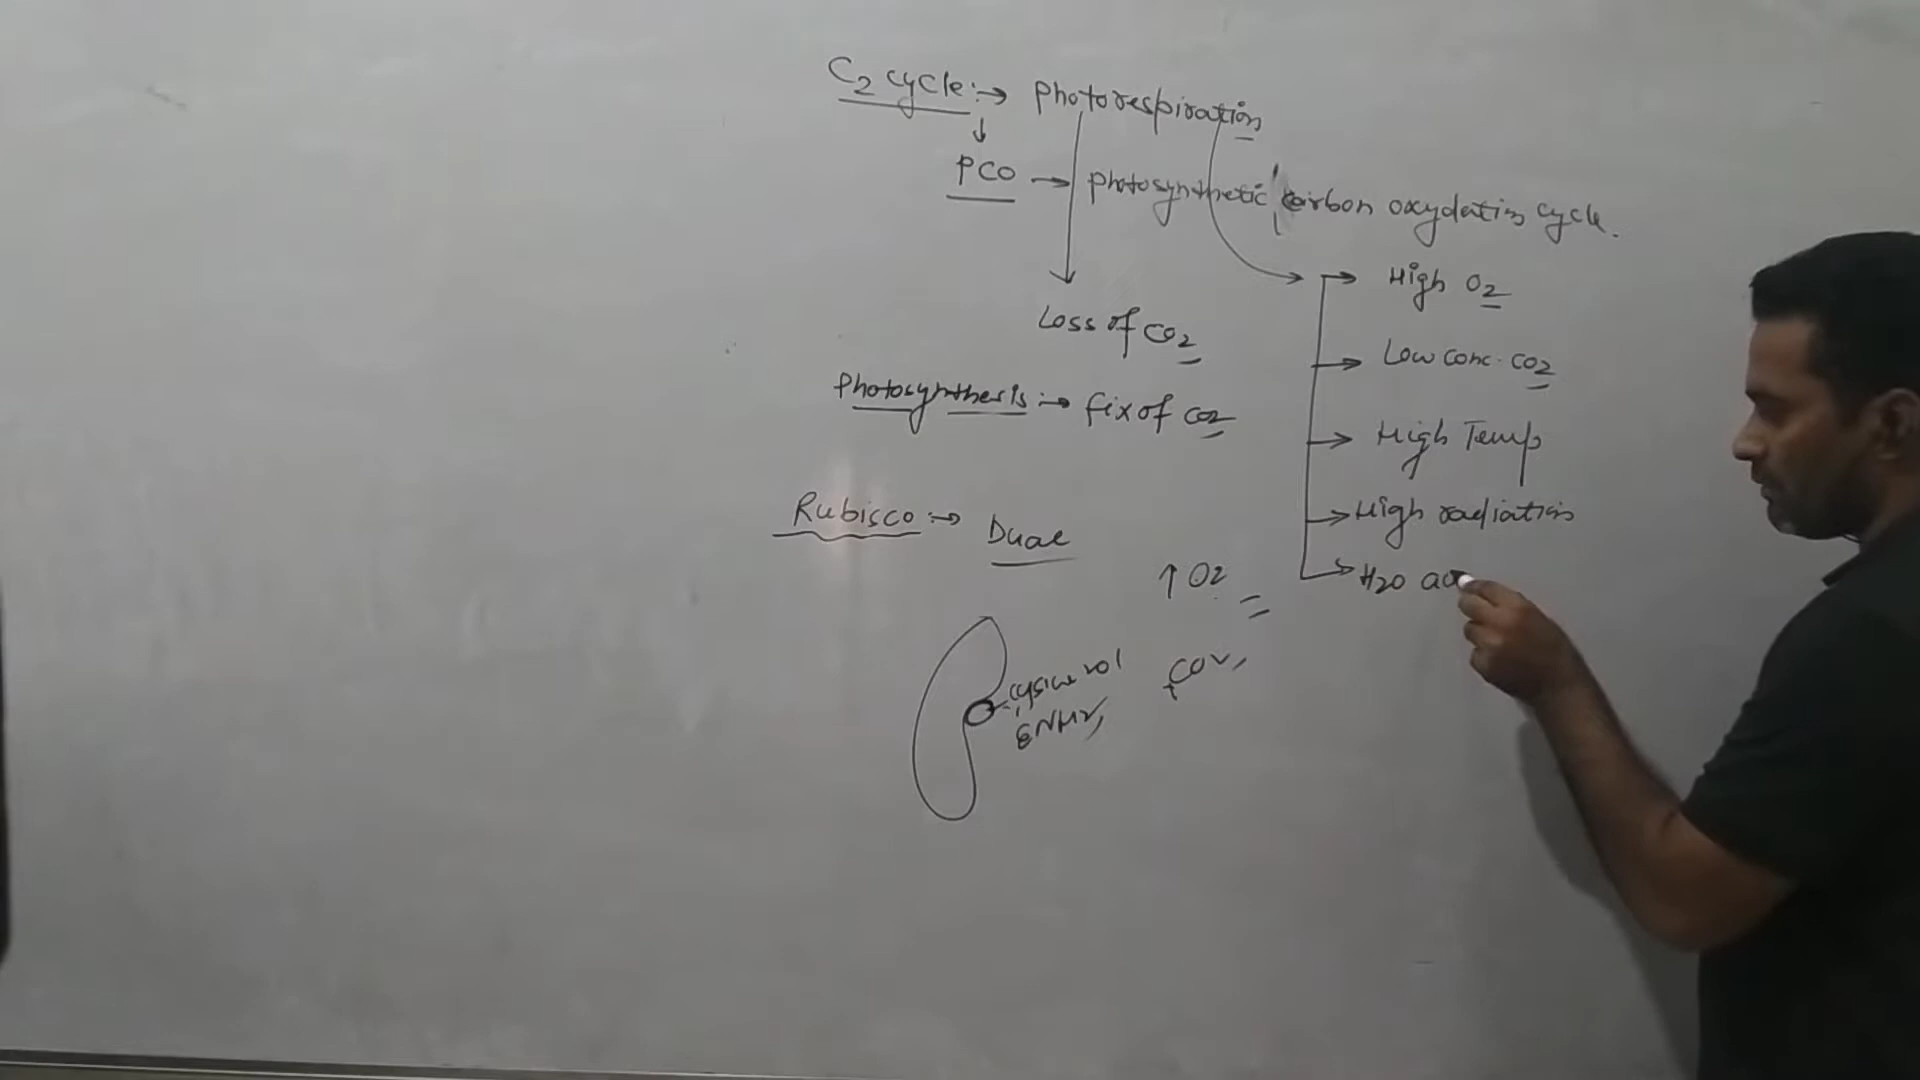 C2 cycle :→ Photorespiration
↓
PCO → Photosynthetic carbon oxydation cycle.
Loss of CO2
Photosynthesis :→ fix of CO2
→ High O2
→ Low conc. CO2
→ High Temp
→ High radiation
→ H2O
Rubisco :→ Dual
↑ O2
201